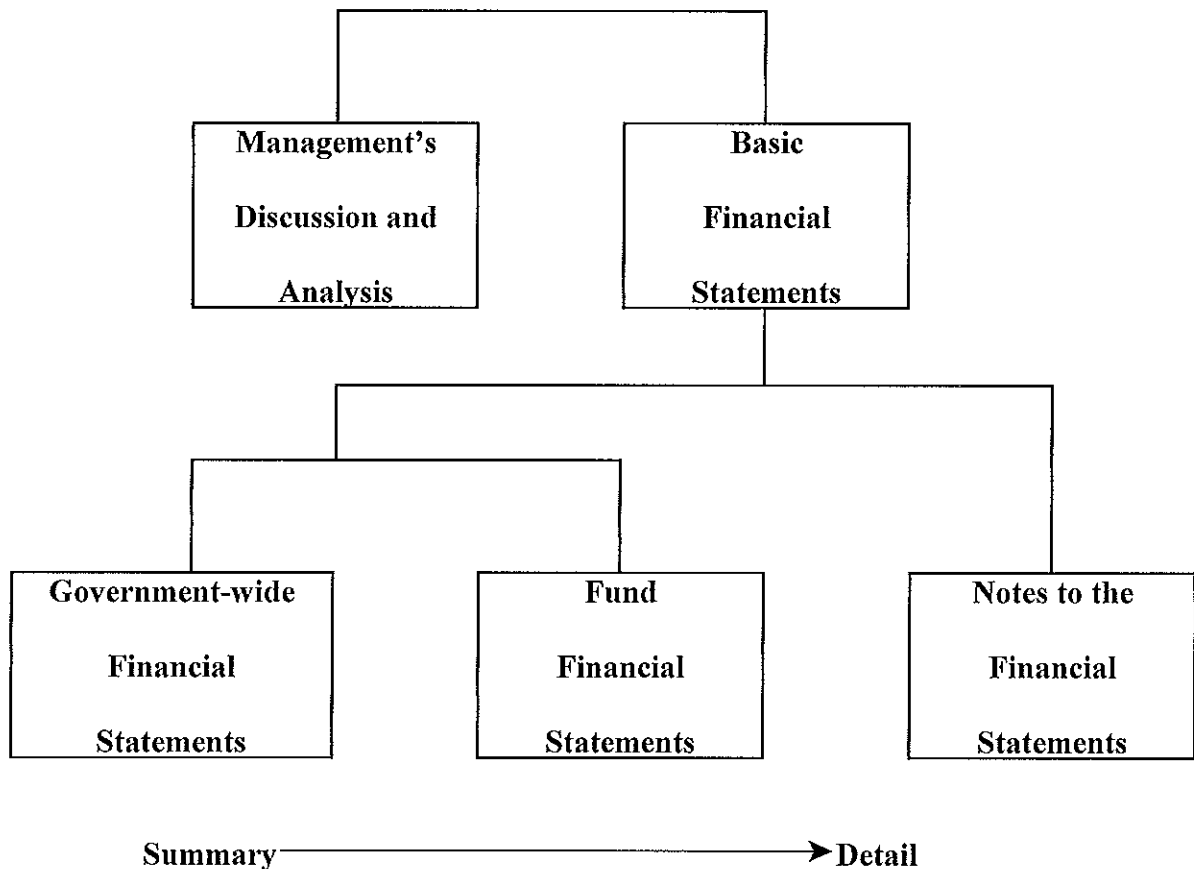 Management's
Discussion and
Analysis
Basic
Financial
Statements
Government-wide
Financial
Statements
Fund
Financial
Statements
Notes to the
Financial
Statements
Summary
Detail